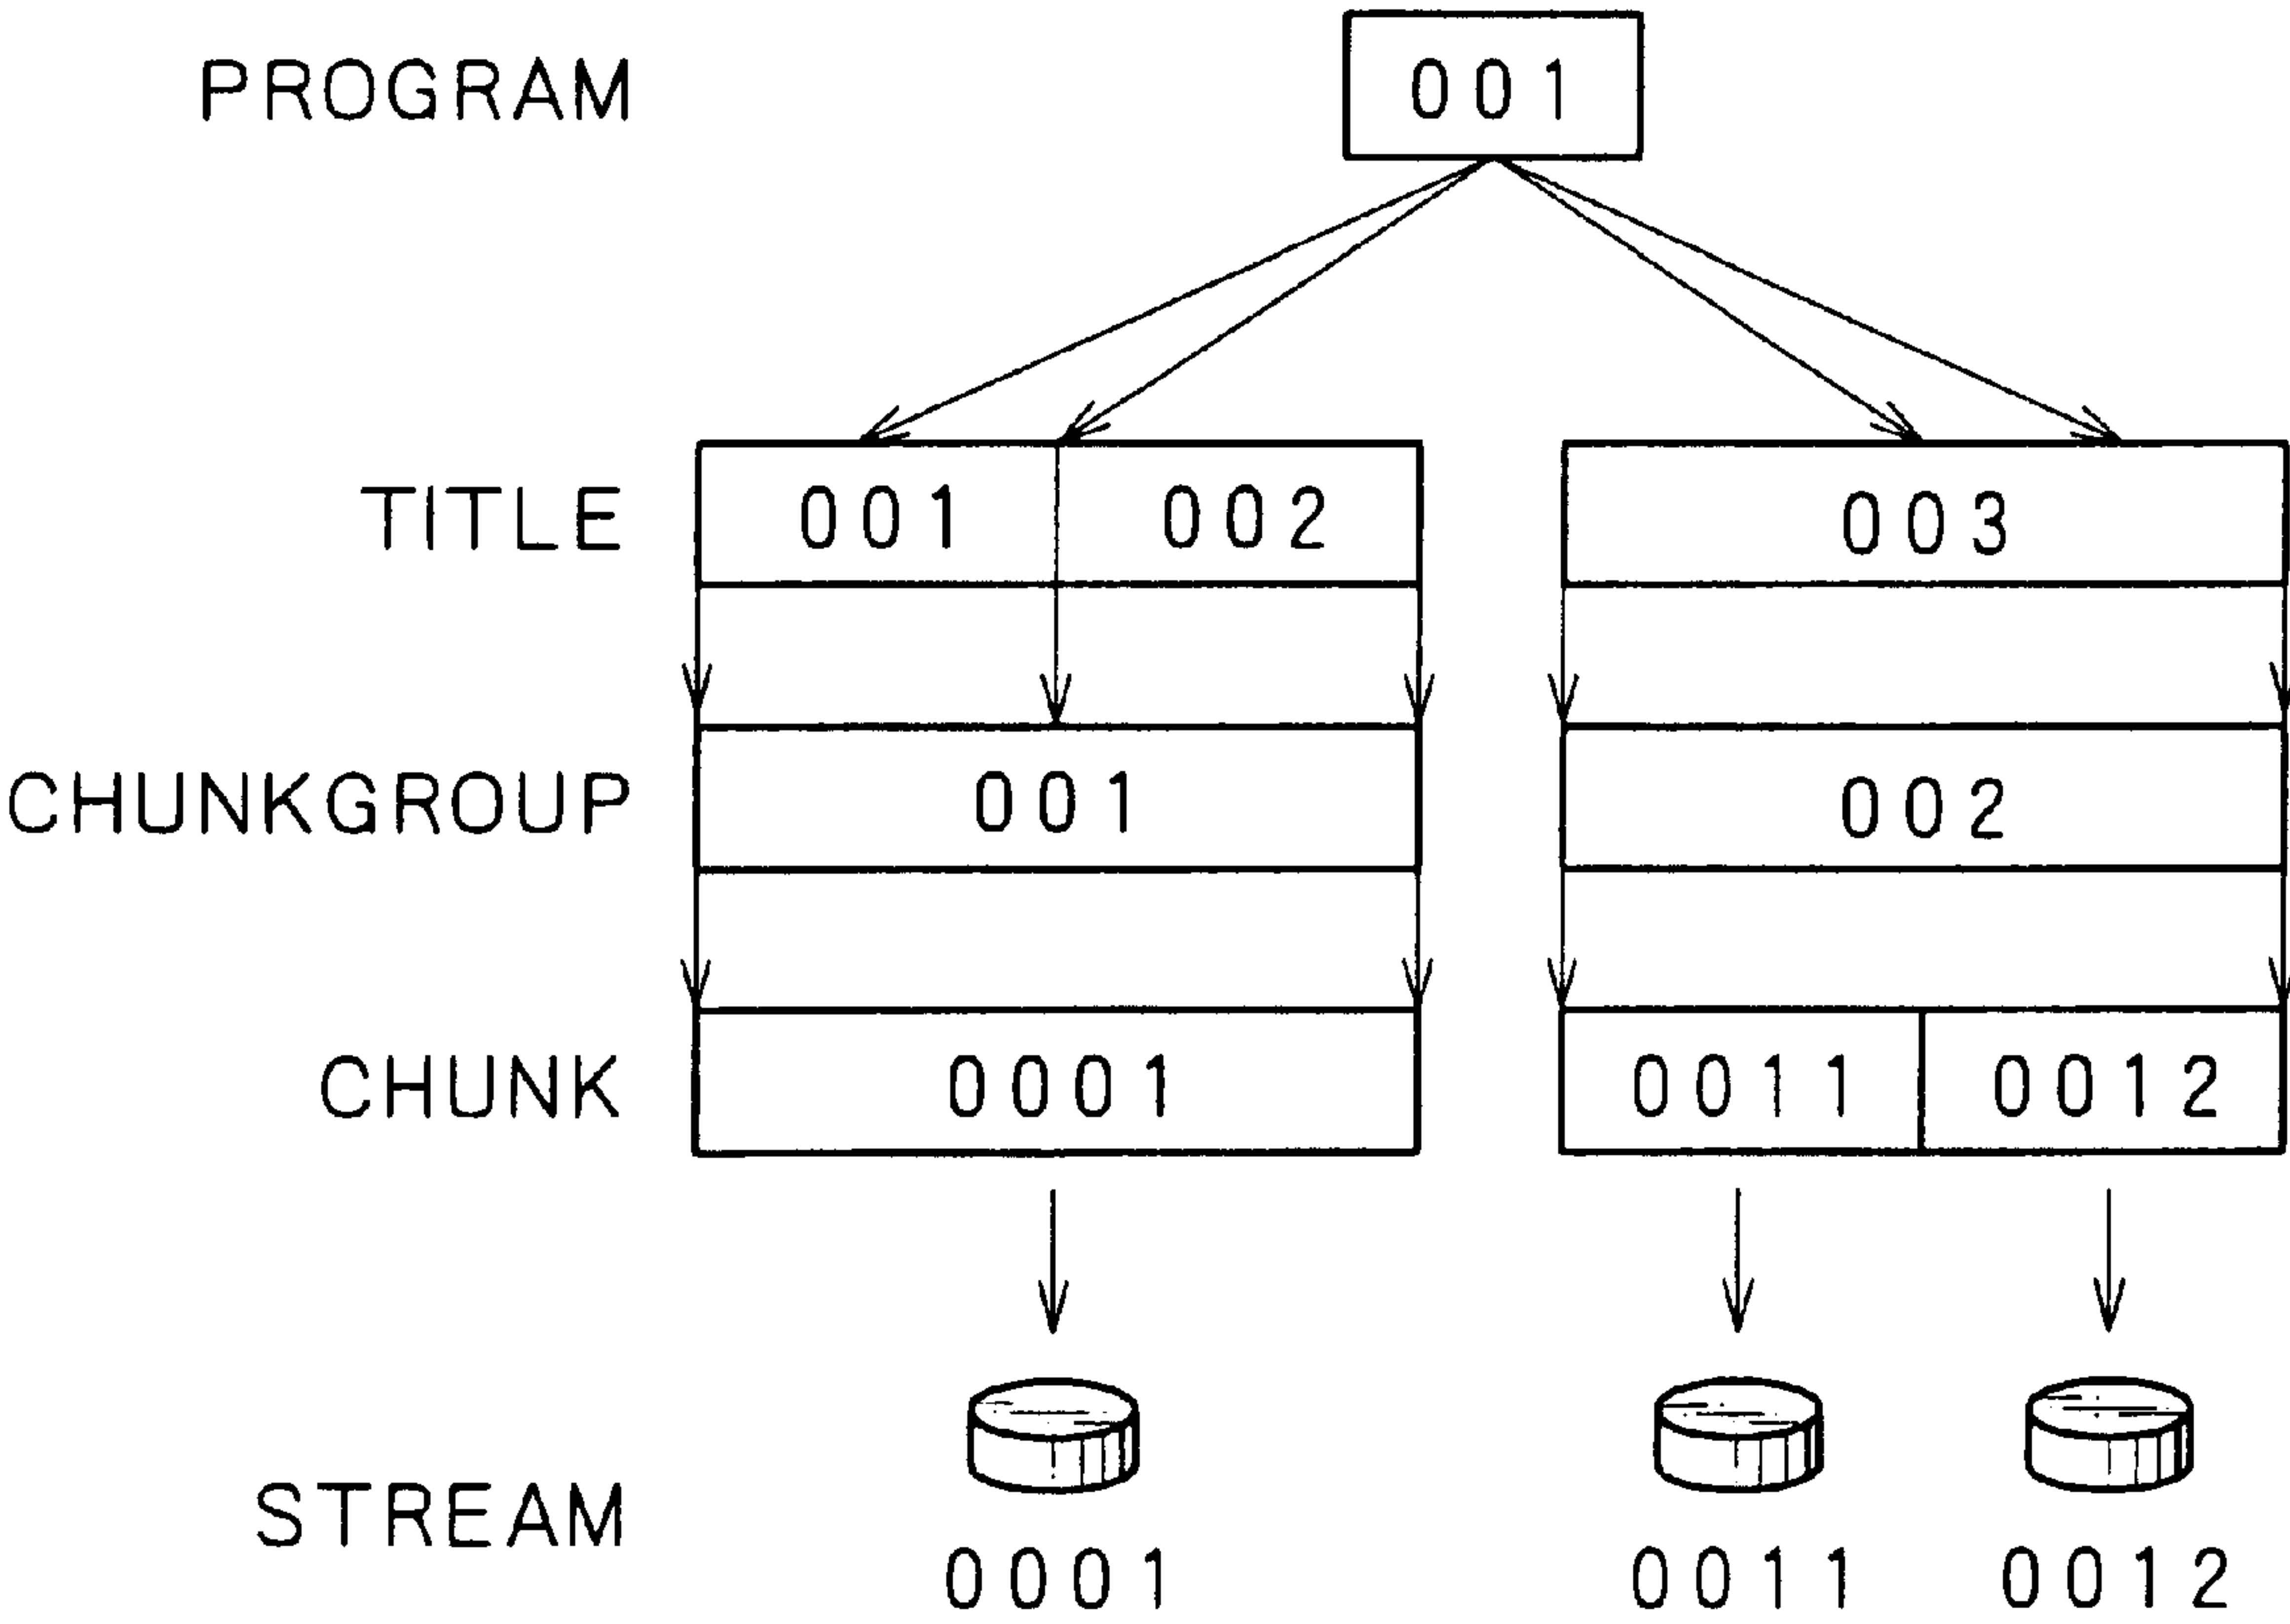 PROGRAM 001
TITLE 001 002 003
CHUNKGROUP 001 002
CHUNK 0001 0011 0012
STREAM
0001 0011 0012